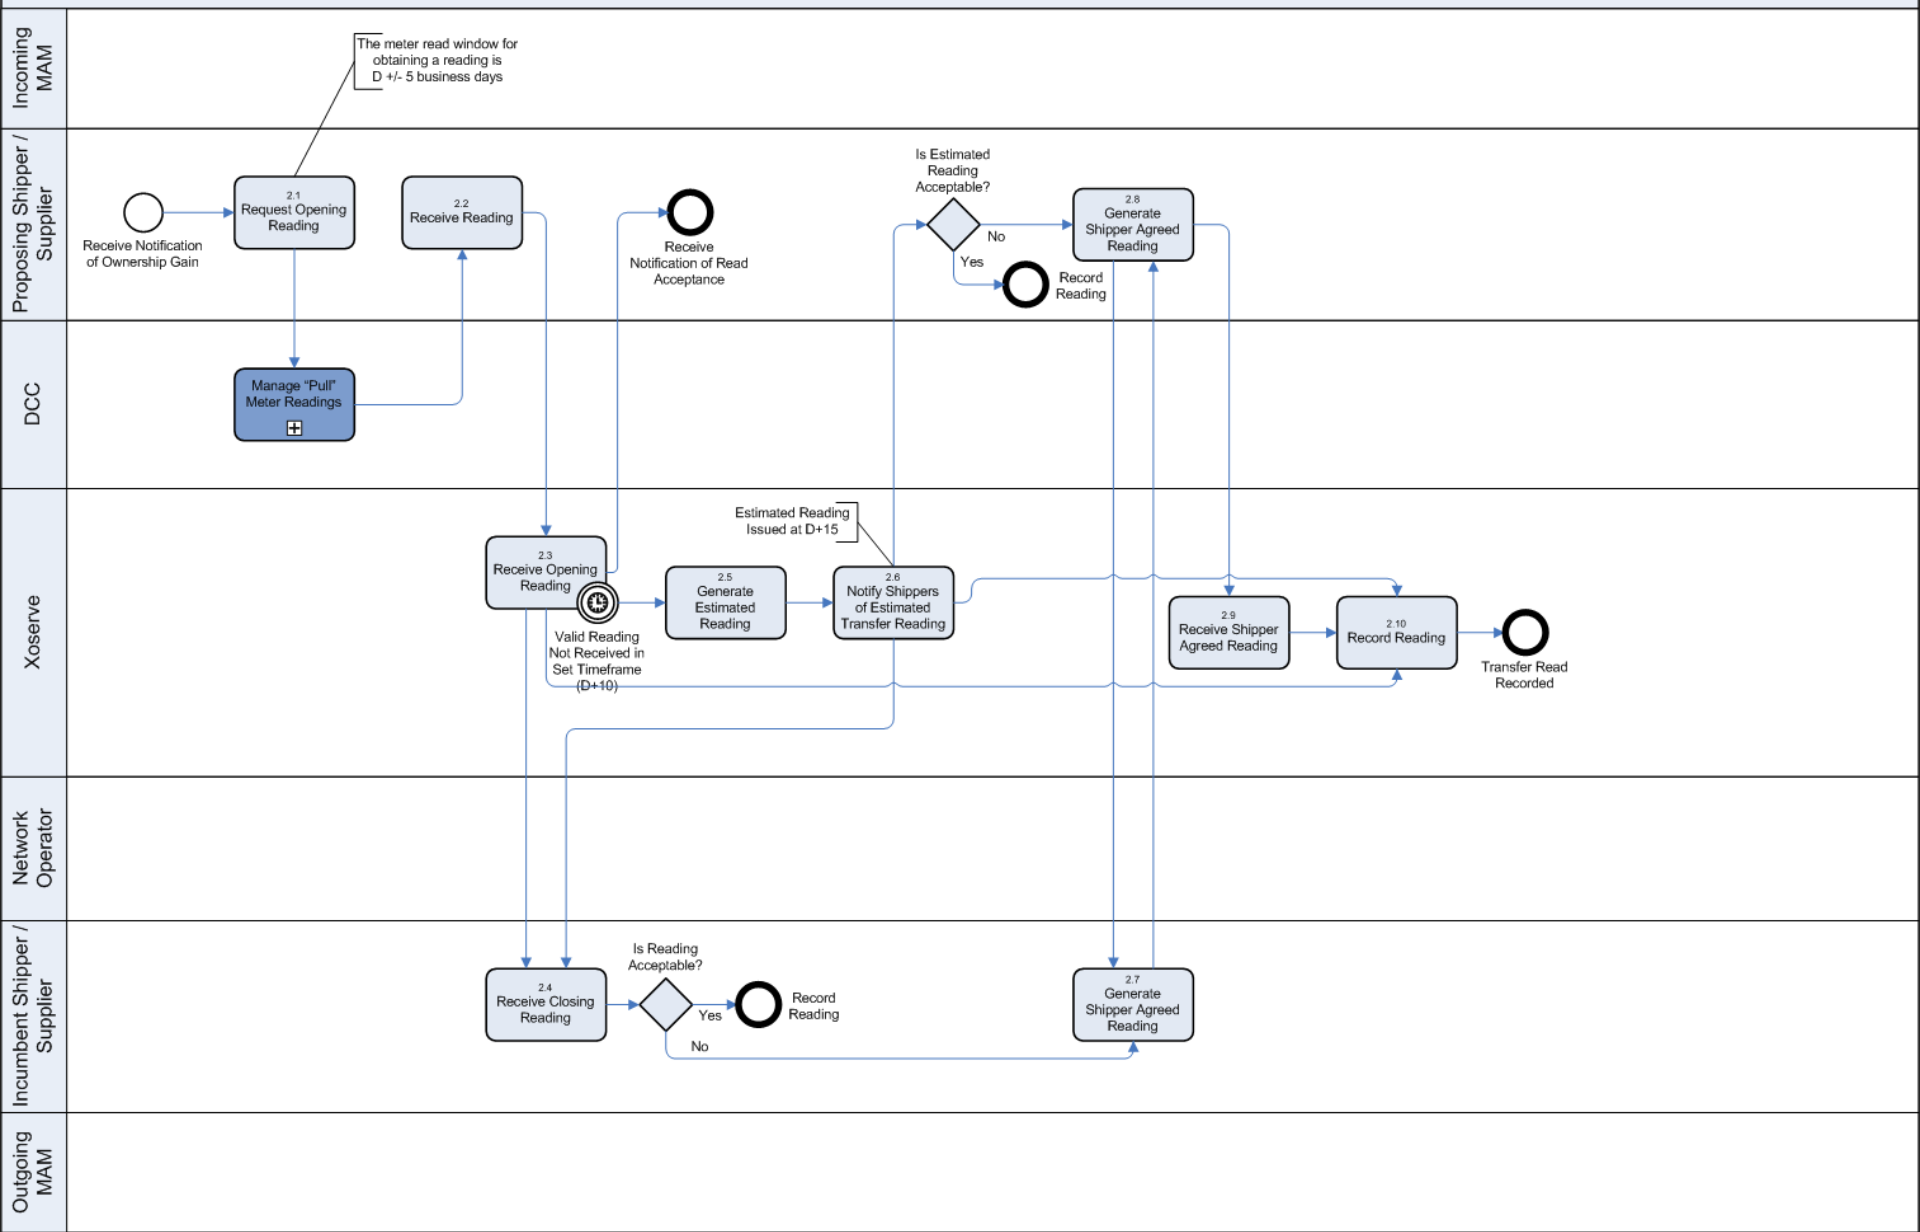 Incoming
MAM
The meter read window for
obtaining a reading is
D +/- 5 business days
Proposing Shipper /
Supplier
Receive Notification
of Ownership Gain
2.1
Request Opening
Reading
2.2
Receive Reading
Receive
Notification of Read
Acceptance
Is Estimated
Reading
Acceptable?
No
Yes
Record
Reading
2.8
Generate
Shipper Agreed
Reading
DCC
Manage “Pull”
Meter Readings
Xoserve
2.3
Receive Opening
Reading
Valid Reading
Not Received in
Set Timeframe
(D+10)
2.5
Generate
Estimated
Reading
Estimated Reading
Issued at D+15
2.6
Notify Shippers
of Estimated
Transfer Reading
2.9
Receive Shipper
Agreed Reading
2.10
Record Reading
Transfer Read
Recorded
Network
Operator
Incumbent Shipper /
Supplier
2.4
Receive Closing
Reading
Is Reading
Acceptable?
Yes
No
Record
Reading
2.7
Generate
Shipper Agreed
Reading
Outgoing
MAM